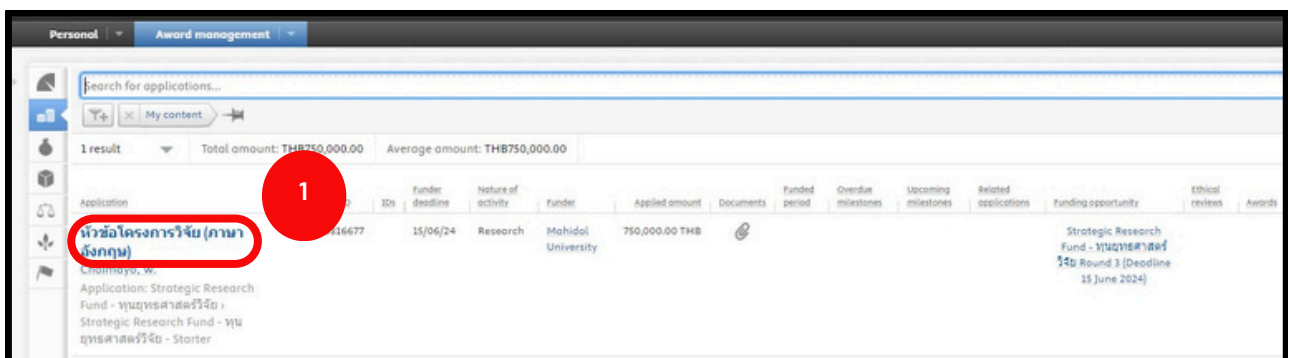 Personal
Award management
Search for applications...
My content
1 result
Total amount: THB750,000.00
Average amount: THB750,000.00
1
Application
IDs
Funder deadline
Nature of activity
Funder
Applied amount
Documents
Funded period
Overdue milestones
Upcoming milestones
Related applications
Funding opportunity
Ethical reviews
Awards
หัวข้อโครงการวิจัย (ภาษา
อังกฤษ)
16677
15/06/24
Research
Mahidol
University
750,000.00 THB
Strategic Research
Fund - ทุนยุทธศาสตร์
วิจัย Round 3 (Deadline
15 June 2024)
Chaimayo, W.
Application: Strategic Research
Fund - ทุนยุทธศาสตร์วิจัย ›
Strategic Research Fund - ทุน
ยุทธศาสตร์วิจัย - Starter